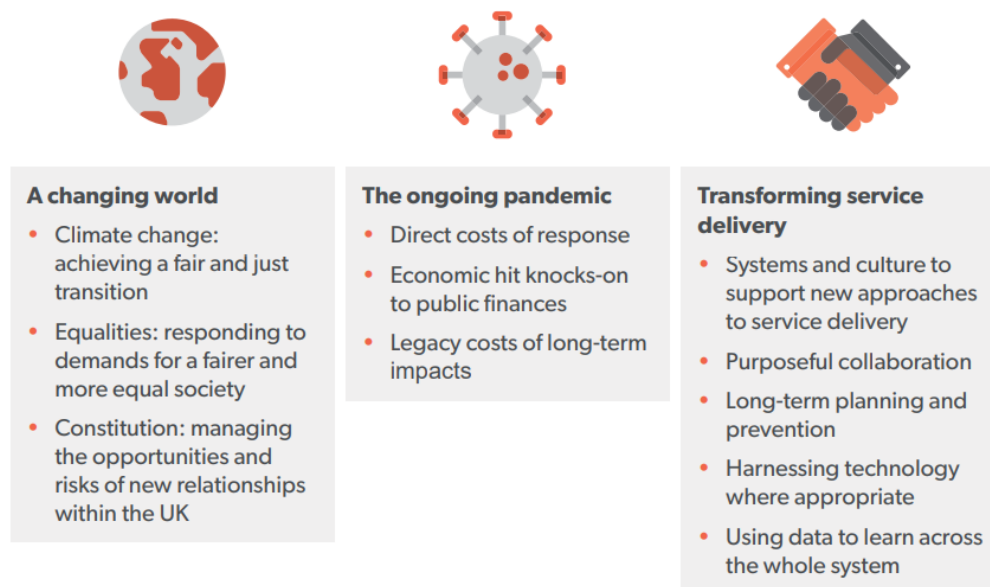 A changing world
• Climate change:
achieving a fair and just
transition
• Equalities: responding to
demands for a fairer and
more equal society
• Constitution: managing
the opportunities and
risks of new relationships
within the UK
The ongoing pandemic
• Direct costs of response
• Economic hit knocks-on
to public finances
• Legacy costs of long-term
impacts
Transforming service
delivery
• Systems and culture to
support new approaches
to service delivery
• Purposeful collaboration
• Long-term planning and
prevention
• Harnessing technology
where appropriate
• Using data to learn across
the whole system